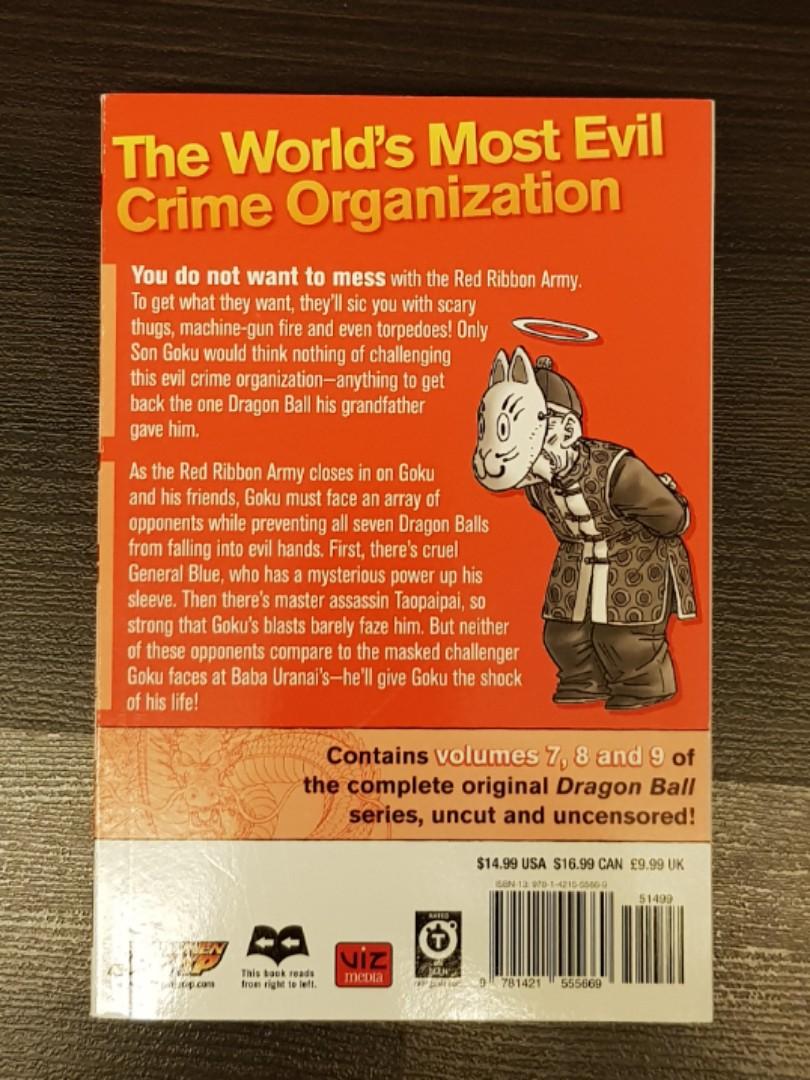 The World's Most Evil
Crime Organization
You do not want to mess with the Red Ribbon Army.
To get what they want, they'll sic you with scary
thugs, machine-gun fire and even torpedoes! Only
Son Goku would think nothing of challenging
this evil crime organization—anything to get
back the one Dragon Ball his grandfather
gave him.
As the Red Ribbon Army closes in on Goku
and his friends, Goku must face an array of
opponents while preventing all seven Dragon Balls
from falling into evil hands. First, there's cruel
General Blue, who has a mysterious power up his
sleeve. Then there's master assassin Taopaipai, so
strong that Goku's blasts barely faze him. But neither
of these opponents compare to the masked challenger
Goku faces at Baba Uranai's—he'll give Goku the shock
of his life!
Contains volumes 7, 8 and 9 of
the complete original Dragon Ball
series, uncut and uncensored!
$14.99 USA $16.99 CAN £9.99 UK
ISBN-13: 978-1-4215-5566-9
51499
This book reads
from right to left.
viz
media
RATED
T
9 781421 555669